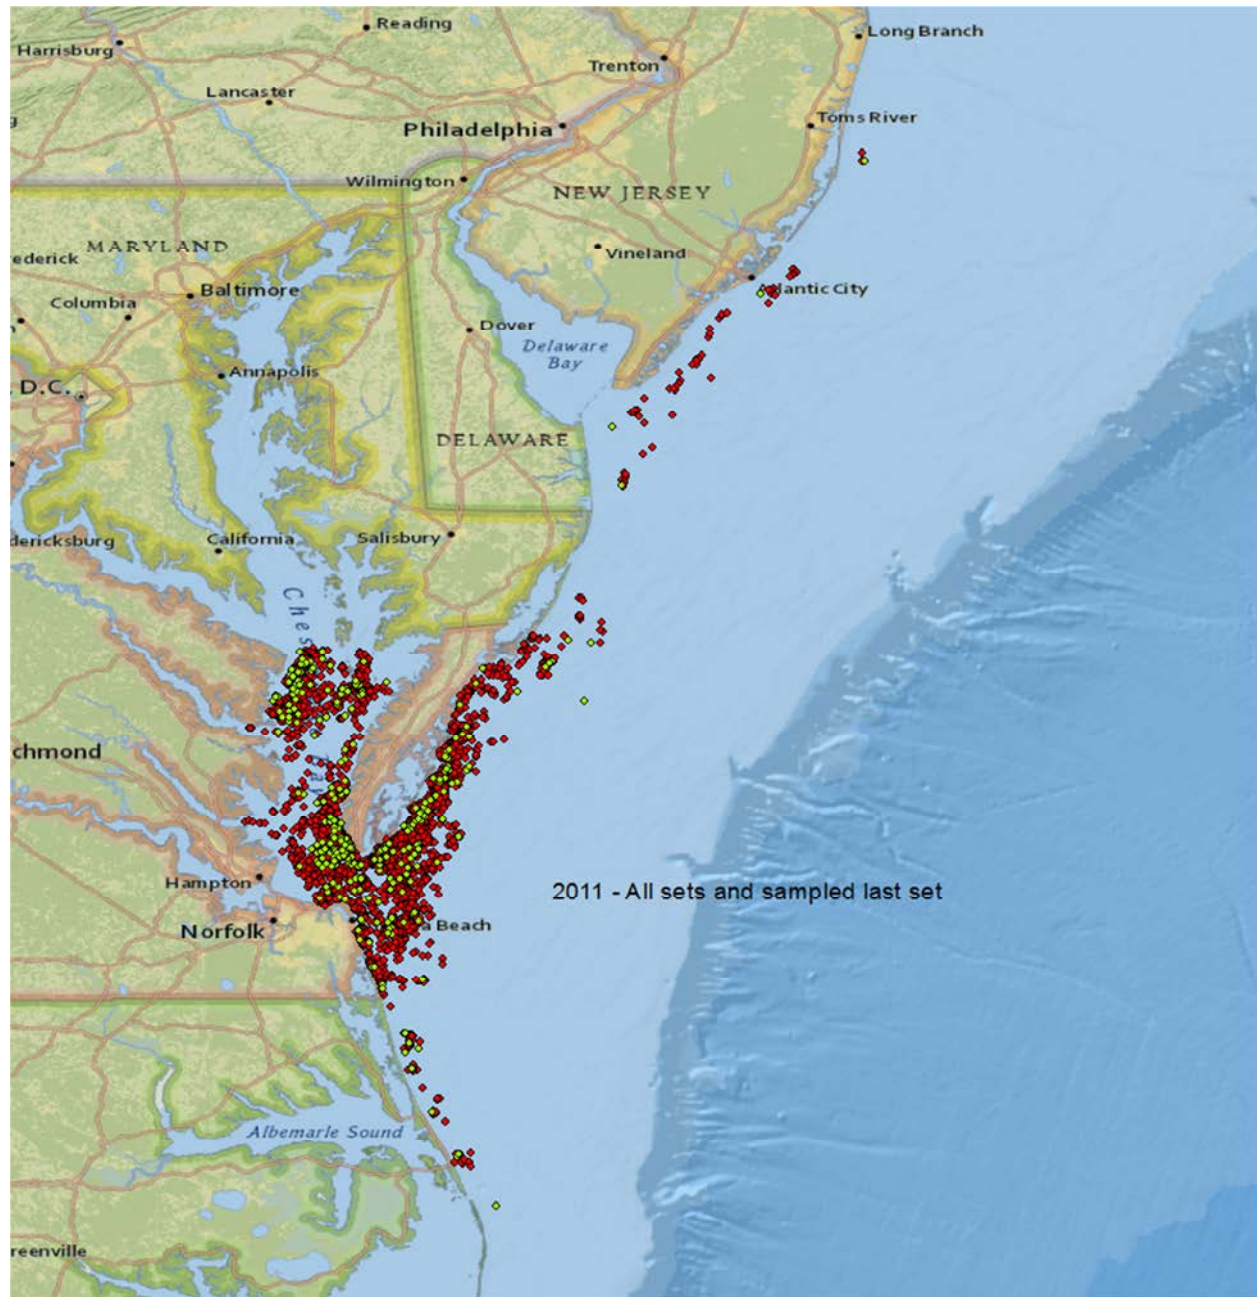 Reading
Long Branch
Harrisburg
Trenton
Lancaster
Toms River
Philadelphia
Wilmington
NEW JERSEY
MARYLAND
Vineland
ederick
Baltimore
Columbia
lantic City
Dover
Delaware
Bay
Annapolis
D.C.
DELAWARE
California
Salisbury
dericksburg
Ches
chmond
Hampton
2011 - All sets and sampled last set
Norfolk
a Beach
Albemarle Sound
reenville